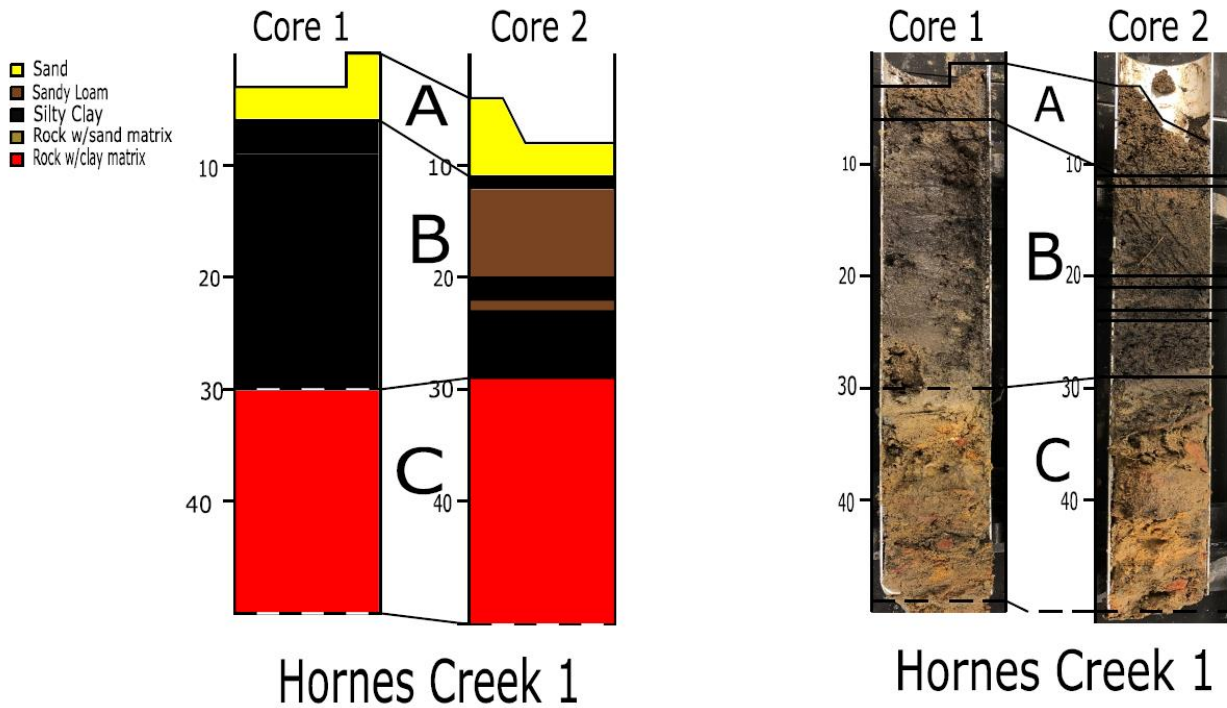 Core 1
Core 2
Sand
Sandy Loam
Silty Clay
Rock w/sand matrix
Rock w/clay matrix
A
B
C
10
20
30
40
10
20
30
40
Hornes Creek 1
Core 1
Core 2
A
B
C
10
20
30
40
10
20
30
40
Hornes Creek 1